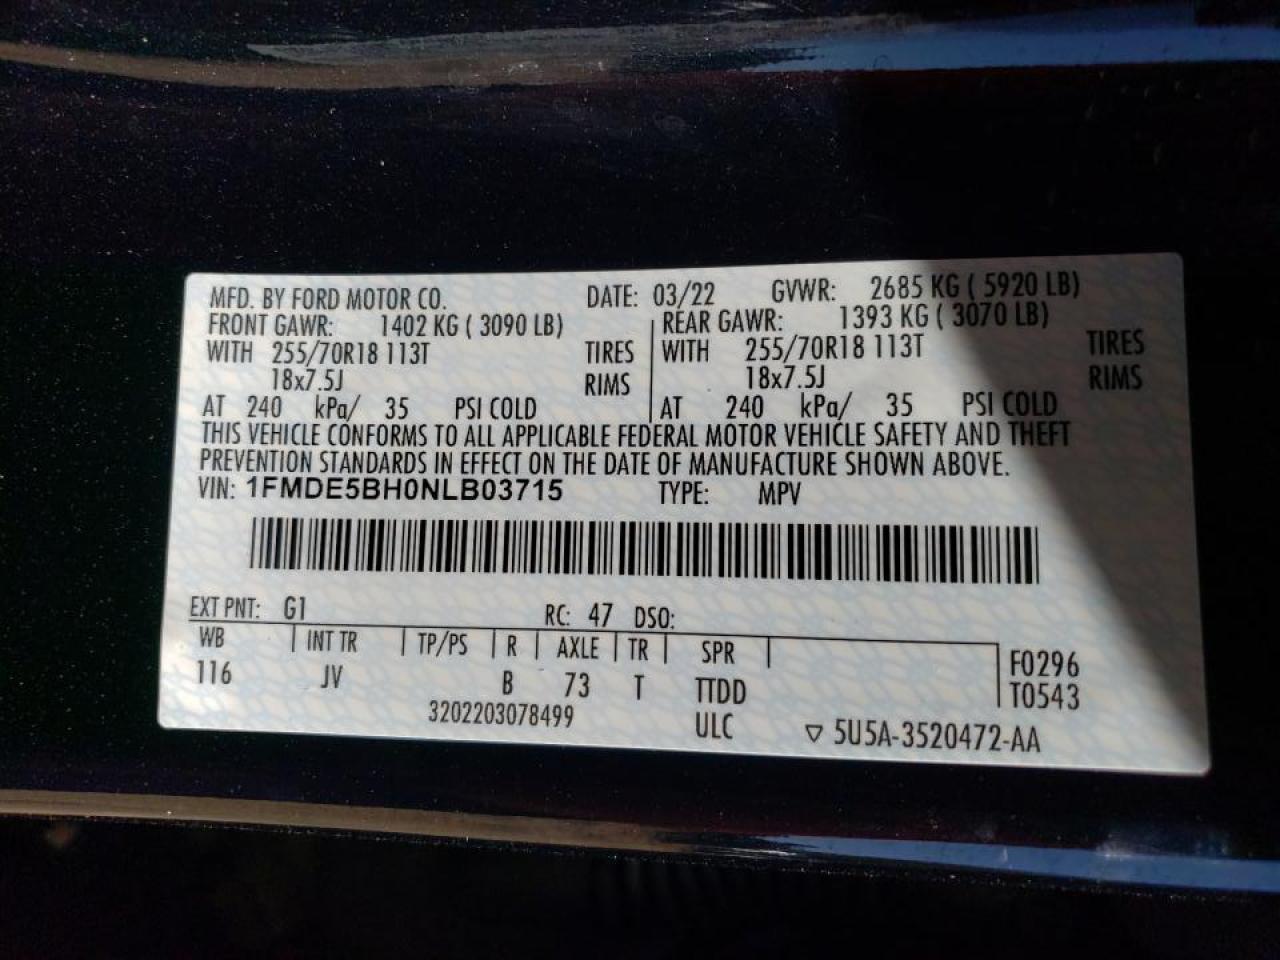 MFD. BY FORD MOTOR CO. DATE: 03/22 GVWR: 2685 KG ( 5920 LB)
FRONT GAWR: 1402 KG ( 3090 LB) REAR GAWR: 1393 KG ( 3070 LB)
WITH 255/70R18 113T TIRES WITH 255/70R18 113T TIRES
18x7.5J RIMS 18x7.5J RIMS
AT 240 kPa/ 35 PSI COLD AT 240 kPa/ 35 PSI COLD
THIS VEHICLE CONFORMS TO ALL APPLICABLE FEDERAL MOTOR VEHICLE SAFETY AND THEFT
PREVENTION STANDARDS IN EFFECT ON THE DATE OF MANUFACTURE SHOWN ABOVE.
VIN: 1FMDE5BH0NLB03715 TYPE: MPV
EXT PNT: G1 RC: 47 DSO:
WB INT TR TP/PS R AXLE TR SPR F0296
116 JV B 73 T TTDD T0543
3202203078499 ULC ▽ 5U5A-3520472-AA